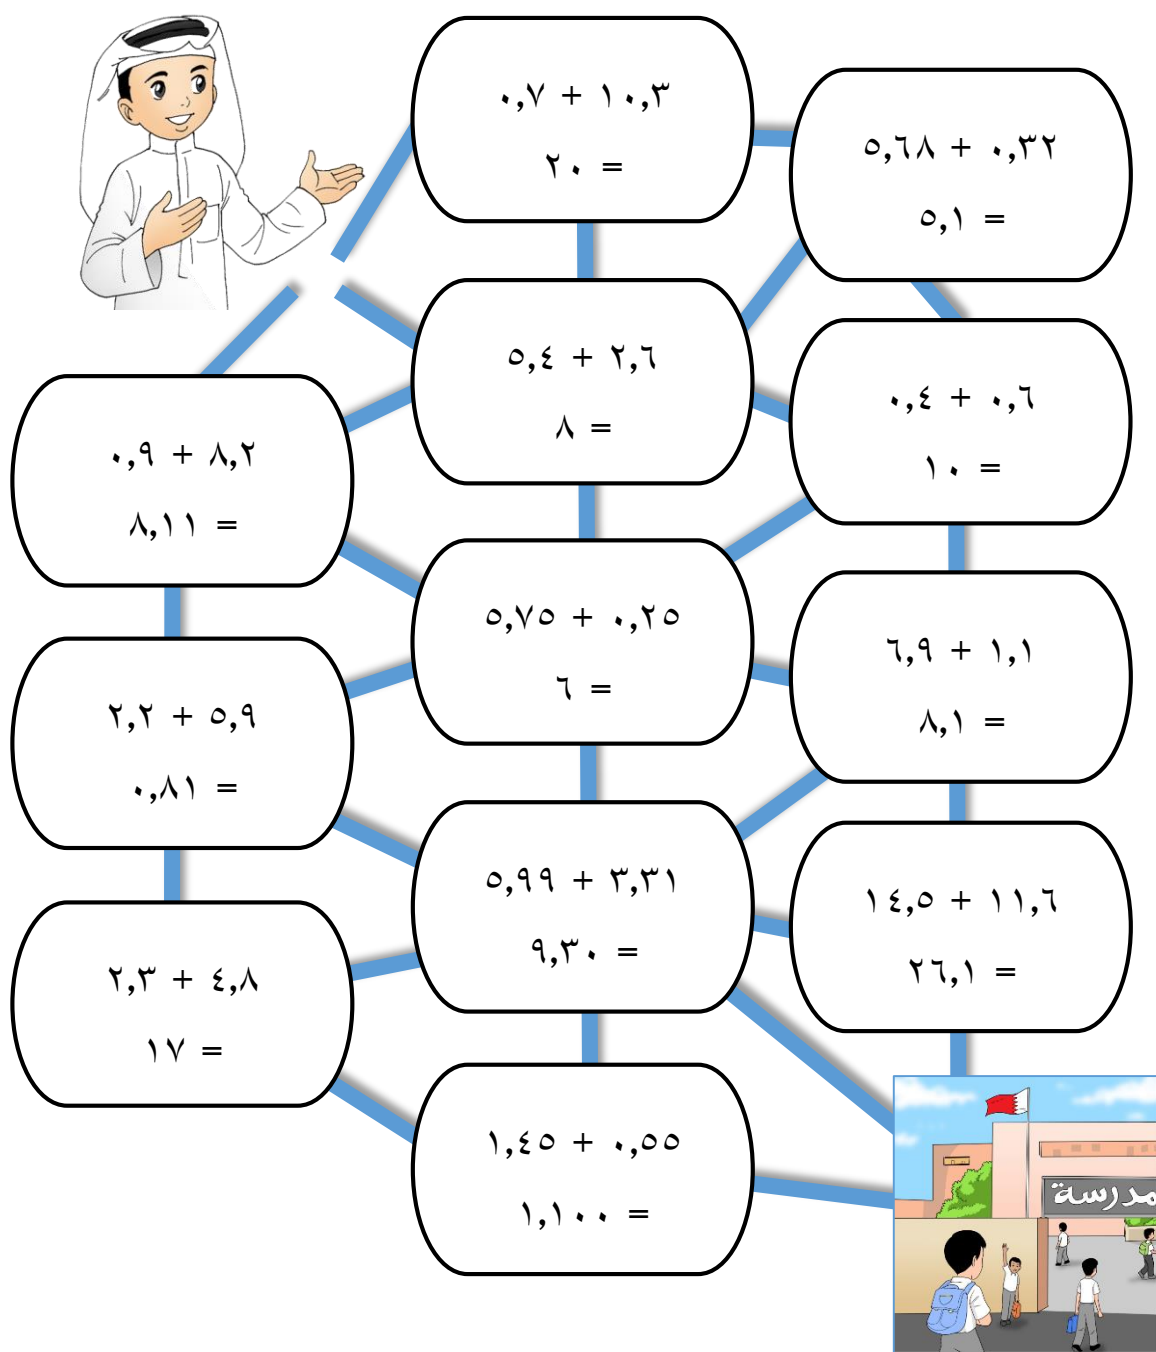 ١٠,٣ + ٠,٧
= ٢٠
٠,٣٢ + ٥,٦٨
= ٥,١
٢,٦ + ٥,٤
= ٨
٠,٦ + ٠,٤
= ١٠
٨,٢ + ٠,٩
= ٨,١١
٠,٢٥ + ٥,٧٥
= ٦
١,١ + ٦,٩
= ٨,١
٥,٩ + ٢,٢
= ٠,٨١
٣,٣١ + ٥,٩٩
= ٩,٣٠
١١,٦ + ١٤,٥
= ٢٦,١
٤,٨ + ٢,٣
= ١٧
٠,٥٥ + ١,٤٥
= ١,١٠٠
مدرسة